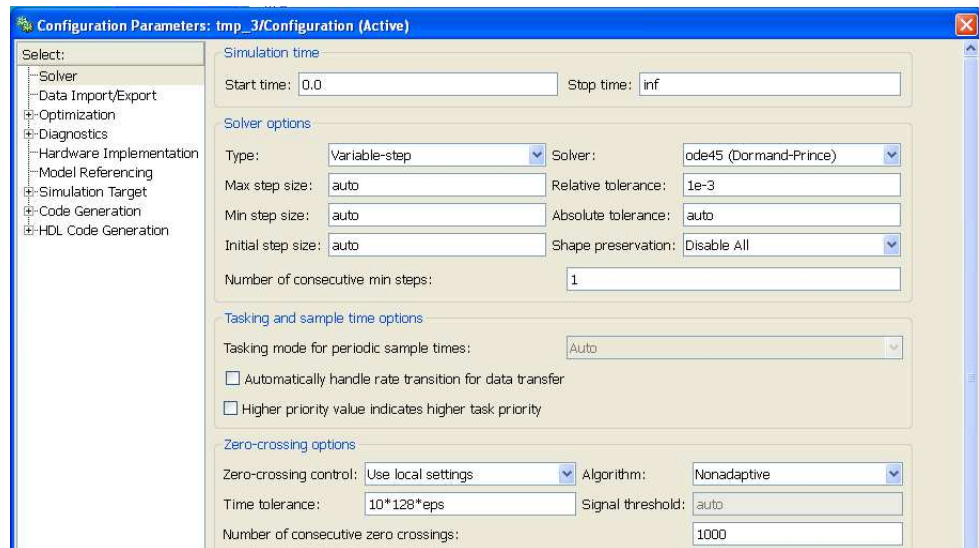 Configuration Parameters: tmp_3/Configuration (Active)
Select:
Solver
Data Import/Export
Optimization
Diagnostics
Hardware Implementation
Model Referencing
Simulation Target
Code Generation
HDL Code Generation
Simulation time
Start time: 0.0 Stop time: inf
Solver options
Type: Variable-step Solver: ode45 (Dormand-Prince)
Max step size: auto Relative tolerance: 1e-3
Min step size: auto Absolute tolerance: auto
Initial step size: auto Shape preservation: Disable All
Number of consecutive min steps: 1
Tasking and sample time options
Tasking mode for periodic sample times: Auto
Automatically handle rate transition for data transfer
Higher priority value indicates higher task priority
Zero-crossing options
Zero-crossing control: Use local settings Algorithm: Nonadaptive
Time tolerance: 10*128*eps Signal threshold: auto
Number of consecutive zero crossings: 1000